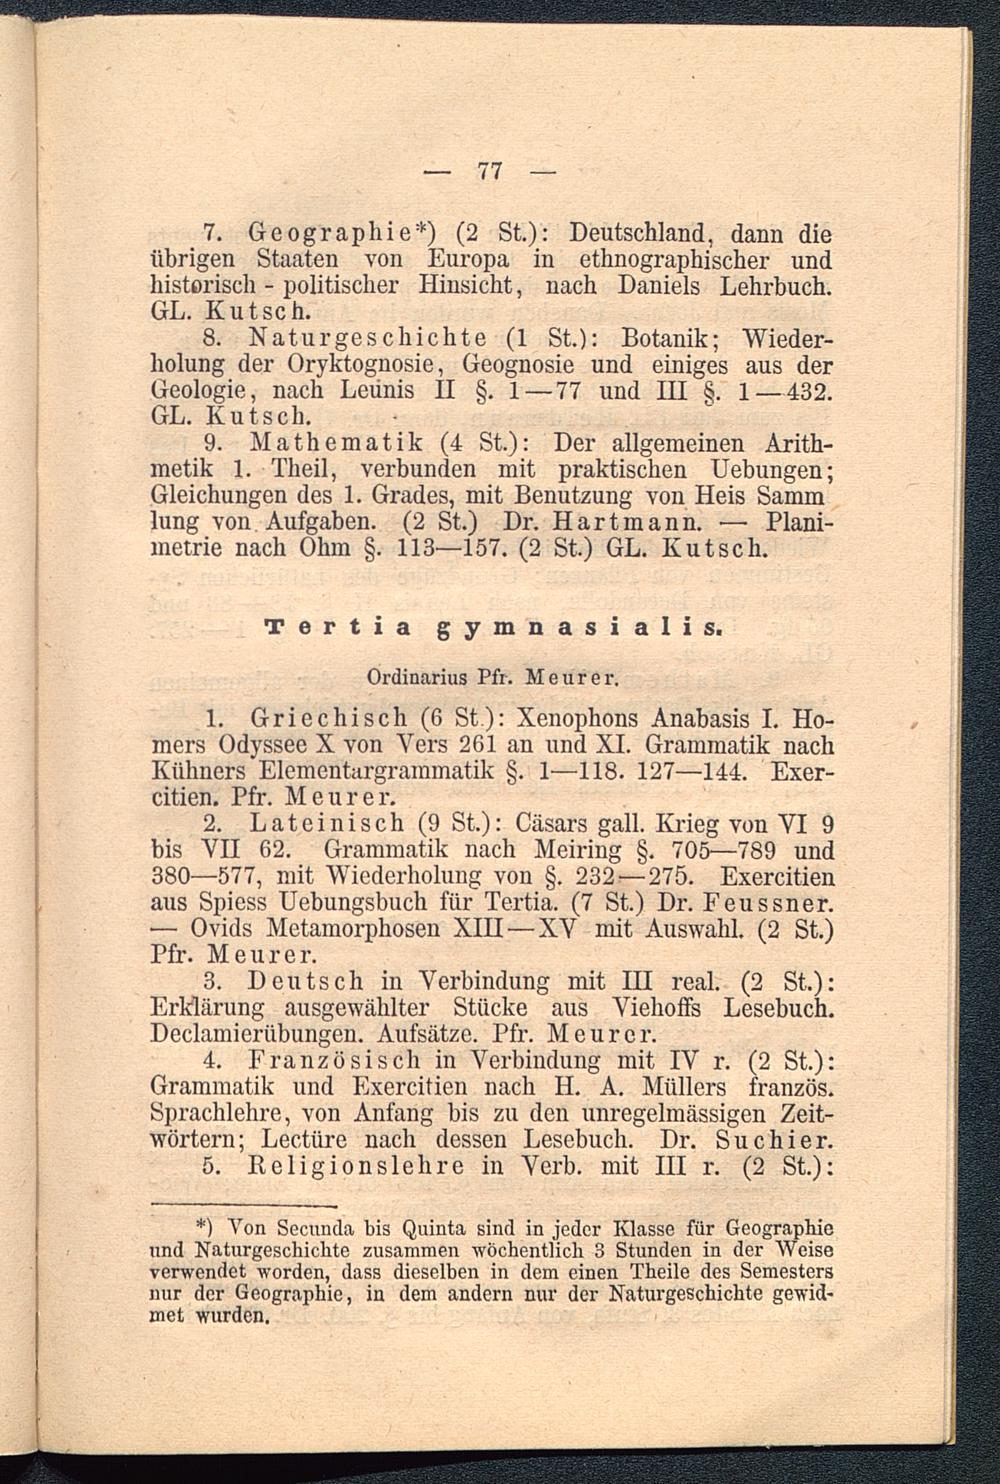 — 77 —
7. Geographie*) (2 St.): Deutschland, dann die
übrigen Staaten von Europa in ethnographischer und
historisch - politischer Hinsicht, nach Daniels Lehrbuch.
GL. Kutsch.
8. Naturgeschichte (1 St.): Botanik; Wieder-
holung der Oryktognosie, Geognosie und einiges aus der
Geologie, nach Leunis II §. 1—77 und III §. 1—432.
GL. Kutsch.
9. Mathematik (4 St.): Der allgemeinen Arith-
metik 1. Theil, verbunden mit praktischen Uebungen;
Gleichungen des 1. Grades, mit Benutzung von Heis Samm
lung von Aufgaben. (2 St.) Dr. Hartmann. — Plani-
metrie nach Ohm §. 113—157. (2 St.) GL. Kutsch.
Tertia gymnasialis.
Ordinarius Pfr. Meurer.
1. Griechisch (6 St.): Xenophons Anabasis I. Ho-
mers Odyssee X von Vers 261 an und XI. Grammatik nach
Kühners Elementargrammatik §. 1—118. 127—144. Exer-
citien. Pfr. Meurer.
2. Lateinisch (9 St.): Cäsars gall. Krieg von VI 9
bis VII 62. Grammatik nach Meiring §. 705—789 und
380—577, mit Wiederholung von §. 232—275. Exercitien
aus Spiess Uebungsbuch für Tertia. (7 St.) Dr. Feussner.
— Ovids Metamorphosen XIII—XV mit Auswahl. (2 St.)
Pfr. Meurer.
3. Deutsch in Verbindung mit III real. (2 St.):
Erklärung ausgewählter Stücke aus Viehoffs Lesebuch.
Declamierübungen. Aufsätze. Pfr. Meurer.
4. Französisch in Verbindung mit IV r. (2 St.):
Grammatik und Exercitien nach H. A. Müllers französ.
Sprachlehre, von Anfang bis zu den unregelmässigen Zeit-
wörtern; Lectüre nach dessen Lesebuch. Dr. Suchier.
5. Religionslehre in Verb. mit III r. (2 St.):
*) Von Secunda bis Quinta sind in jeder Klasse für Geographie
und Naturgeschichte zusammen wöchentlich 3 Stunden in der Weise
verwendet worden, dass dieselben in dem einen Theile des Semesters
nur der Geographie, in dem andern nur der Naturgeschichte gewid-
met wurden.